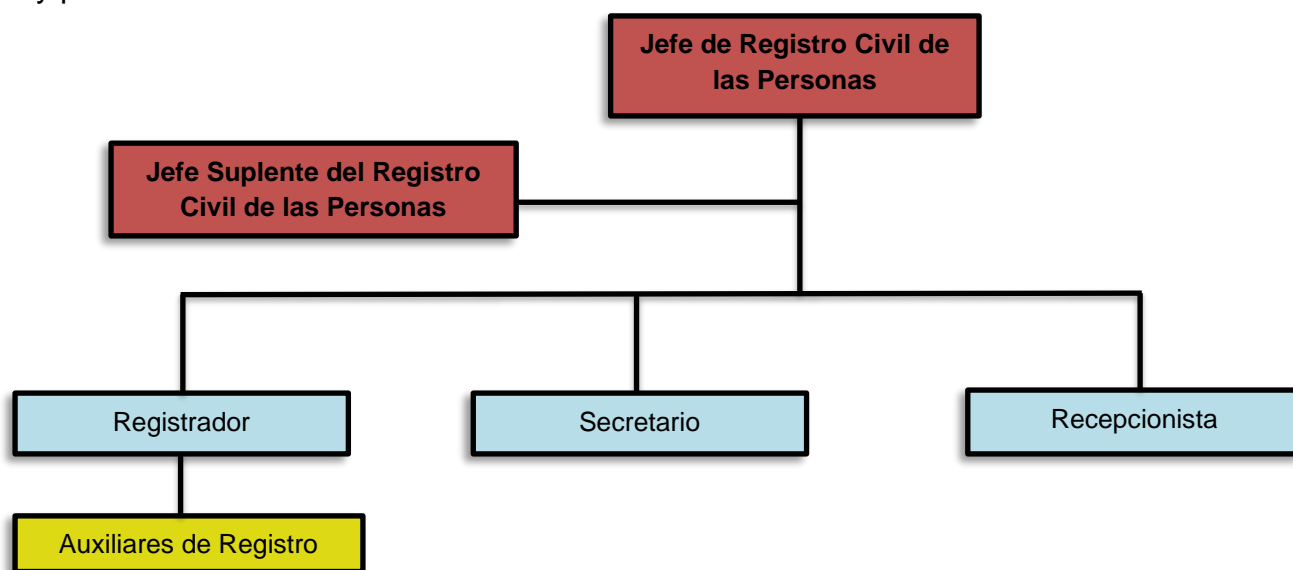 Jefe de Registro Civil de
las Personas
Jefe Suplente del Registro
Civil de las Personas
Registrador
Secretario
Recepcionista
Auxiliares de Registro